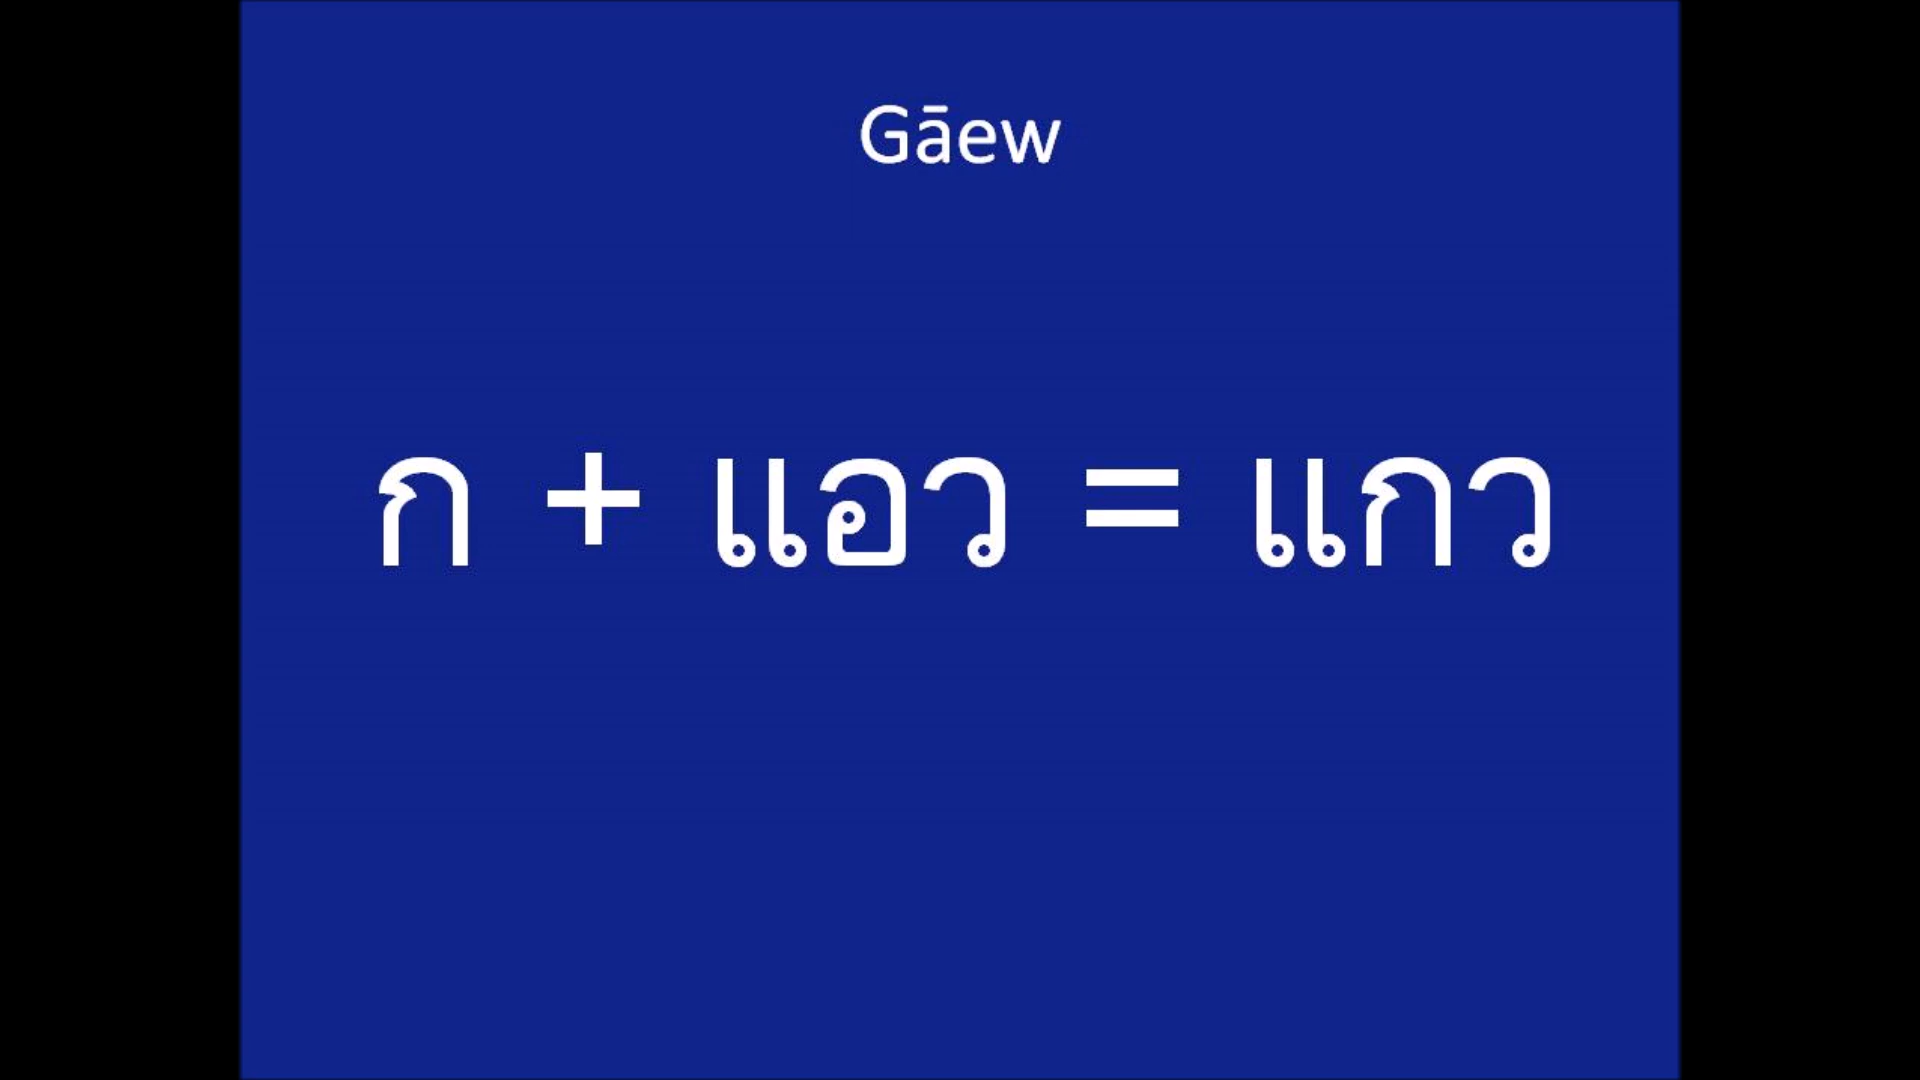 Gāew
ก + แอว = แกว